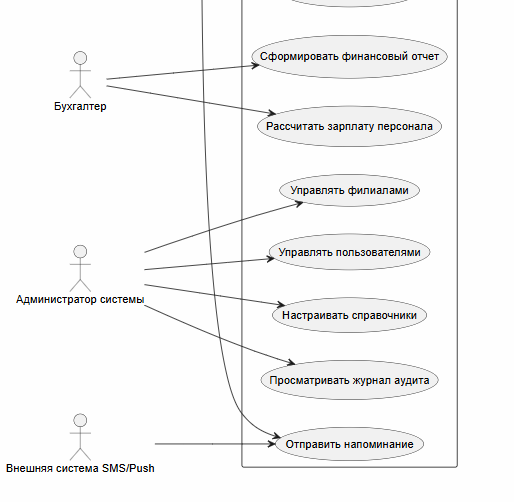 Сформировать финансовый отчет
Бухгалтер
Рассчитать зарплату персонала
Управлять филиалами
Управлять пользователями
Администратор системы
Настраивать справочники
Просматривать журнал аудита
Отправить напоминание
Внешняя система SMS/Push